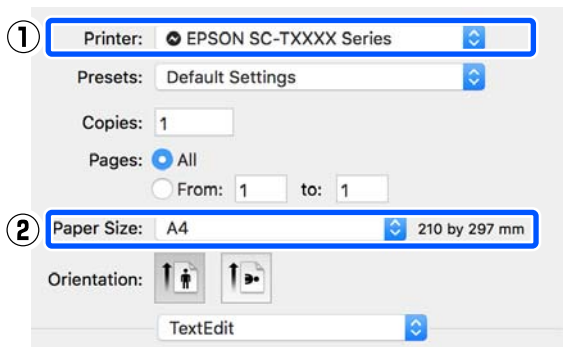 ① Printer: EPSON SC-TXXXX Series
Presets: Default Settings
Copies: 1
Pages: All
From: 1 to: 1
② Paper Size: A4 210 by 297 mm
Orientation:
TextEdit